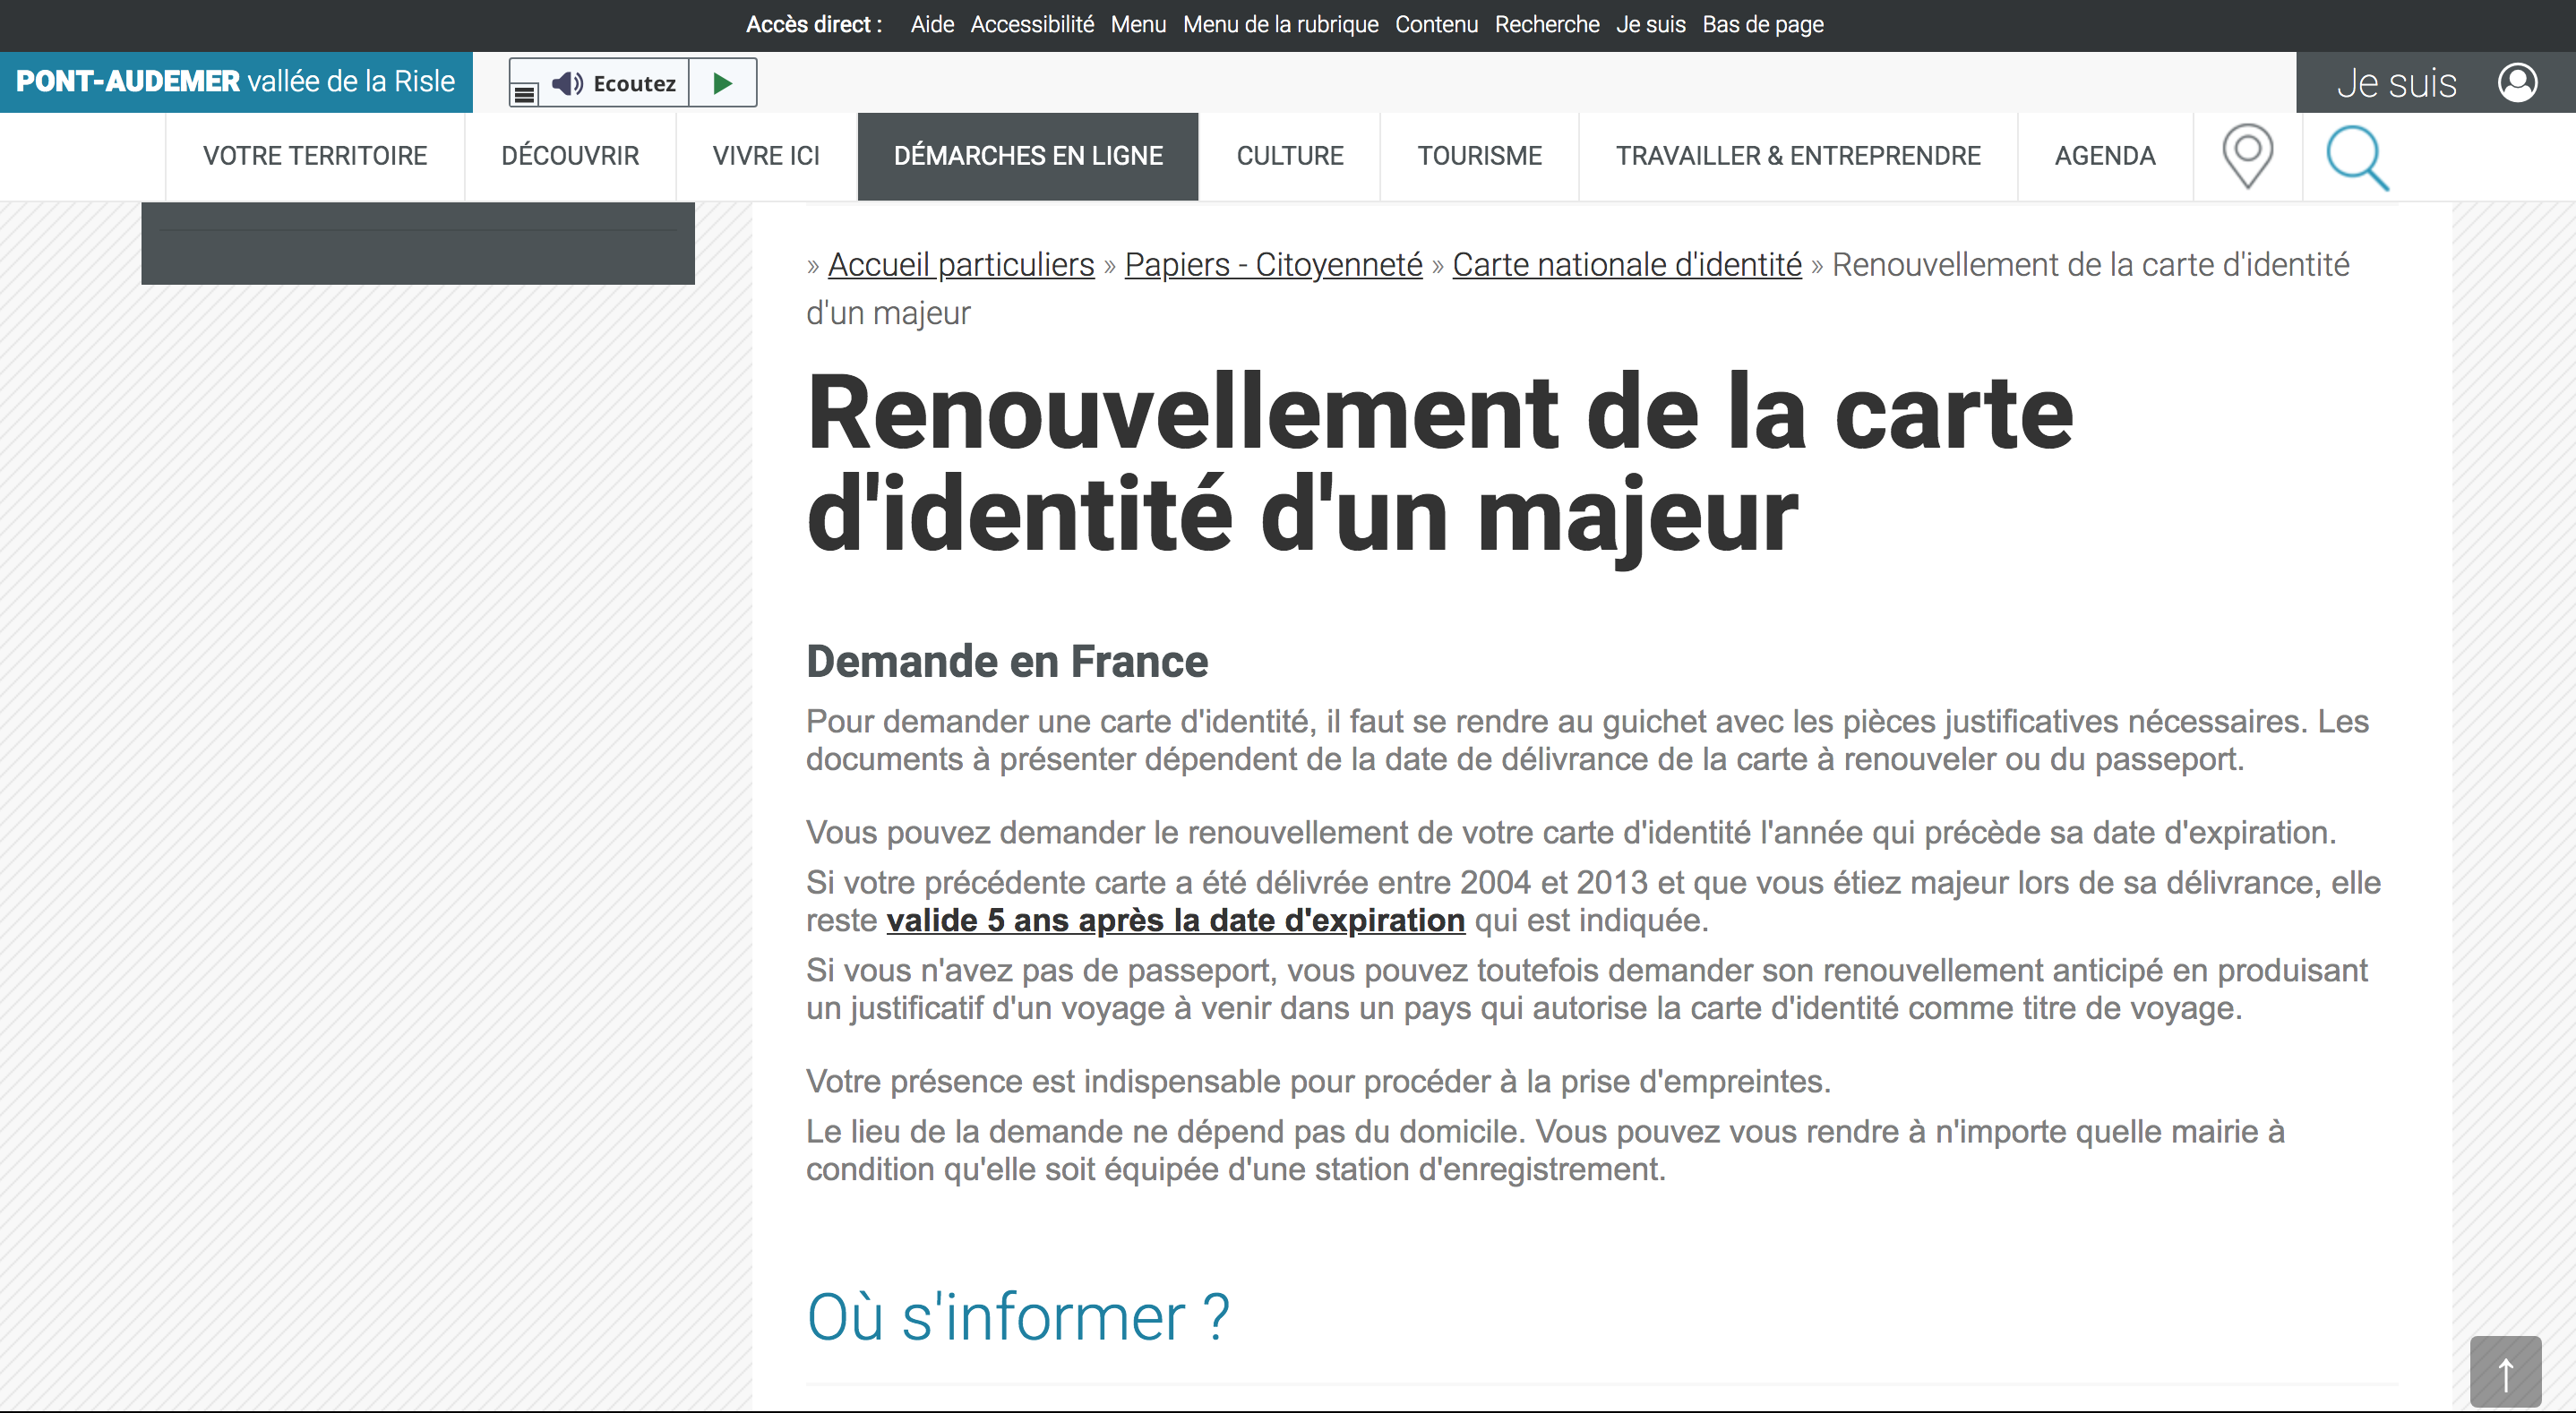 Accès direct : Aide Accessibilité Menu Menu de la rubrique Contenu Recherche Je suis Bas de page
PONT-AUDEMER vallée de la Risle
Ecoutez
Je suis
VOTRE TERRITOIRE DÉCOUVRIR VIVRE ICI DÉMARCHES EN LIGNE CULTURE TOURISME TRAVAILLER & ENTREPRENDRE AGENDA
» Accueil particuliers » Papiers - Citoyenneté » Carte nationale d'identité » Renouvellement de la carte d'identité
d'un majeur
Renouvellement de la carte
d'identité d'un majeur
Demande en France
Pour demander une carte d'identité, il faut se rendre au guichet avec les pièces justificatives nécessaires. Les
documents à présenter dépendent de la date de délivrance de la carte à renouveler ou du passeport.
Vous pouvez demander le renouvellement de votre carte d'identité l'année qui précède sa date d'expiration.
Si votre précédente carte a été délivrée entre 2004 et 2013 et que vous étiez majeur lors de sa délivrance, elle
reste valide 5 ans après la date d'expiration qui est indiquée.
Si vous n'avez pas de passeport, vous pouvez toutefois demander son renouvellement anticipé en produisant
un justificatif d'un voyage à venir dans un pays qui autorise la carte d'identité comme titre de voyage.
Votre présence est indispensable pour procéder à la prise d'empreintes.
Le lieu de la demande ne dépend pas du domicile. Vous pouvez vous rendre à n'importe quelle mairie à
condition qu'elle soit équipée d'une station d'enregistrement.
Où s'informer ?